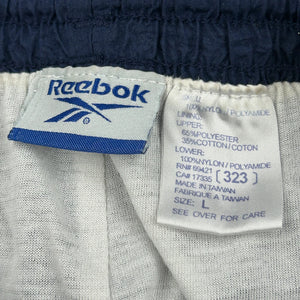 Reebok
100% NYLON / POLYAMIDE
LINING:
UPPER:
65% POLYESTER
35% COTTON / COTON
LOWER:
100% NYLON / POLYAMIDE
RN# 69421
CA# 17335 [323]
MADE IN TAIWAN
FABRIQUE A TAIWAN
SIZE: L
SEE OVER FOR CARE